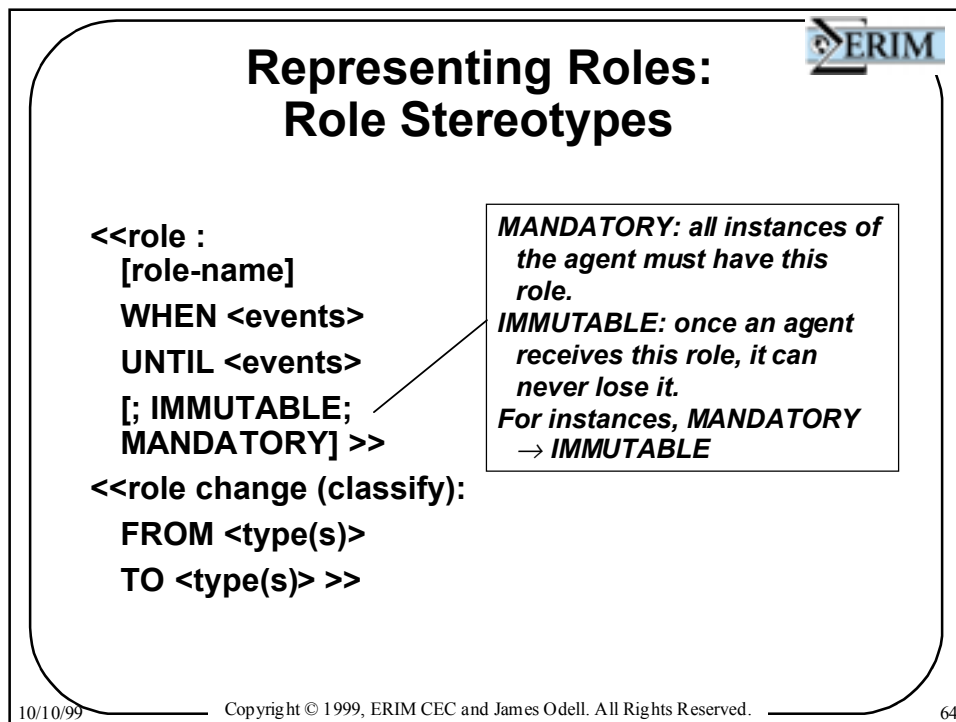 ERIM
Representing Roles:
Role Stereotypes
<<role :
[role-name]
WHEN <events>
UNTIL <events>
[; IMMUTABLE;
MANDATORY] >>
<<role change (classify):
FROM <type(s)>
TO <type(s)> >>
MANDATORY: all instances of
the agent must have this
role.
IMMUTABLE: once an agent
receives this role, it can
never lose it.
For instances, MANDATORY
→ IMMUTABLE
10/10/99
Copyright © 1999, ERIM CEC and James Odell. All Rights Reserved.
64